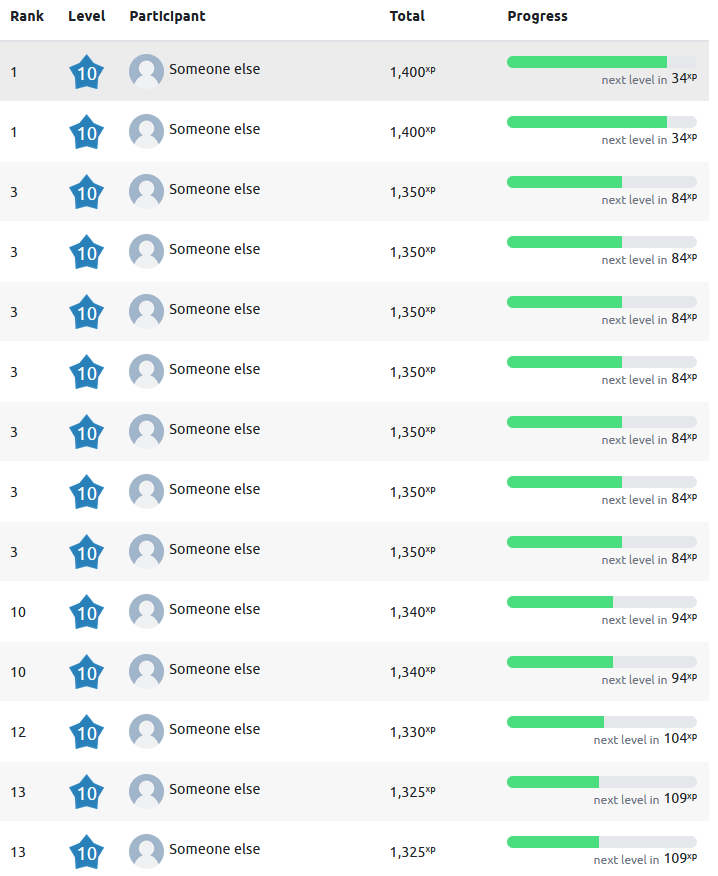 Rank Level Participant Total Progress
1 10 Someone else 1,400xp next level in 34xp
1 10 Someone else 1,400xp next level in 34xp
3 10 Someone else 1,350xp next level in 84xp
3 10 Someone else 1,350xp next level in 84xp
3 10 Someone else 1,350xp next level in 84xp
3 10 Someone else 1,350xp next level in 84xp
3 10 Someone else 1,350xp next level in 84xp
3 10 Someone else 1,350xp next level in 84xp
3 10 Someone else 1,350xp next level in 84xp
10 10 Someone else 1,340xp next level in 94xp
10 10 Someone else 1,340xp next level in 94xp
12 10 Someone else 1,330xp next level in 104xp
13 10 Someone else 1,325xp next level in 109xp
13 10 Someone else 1,325xp next level in 109xp